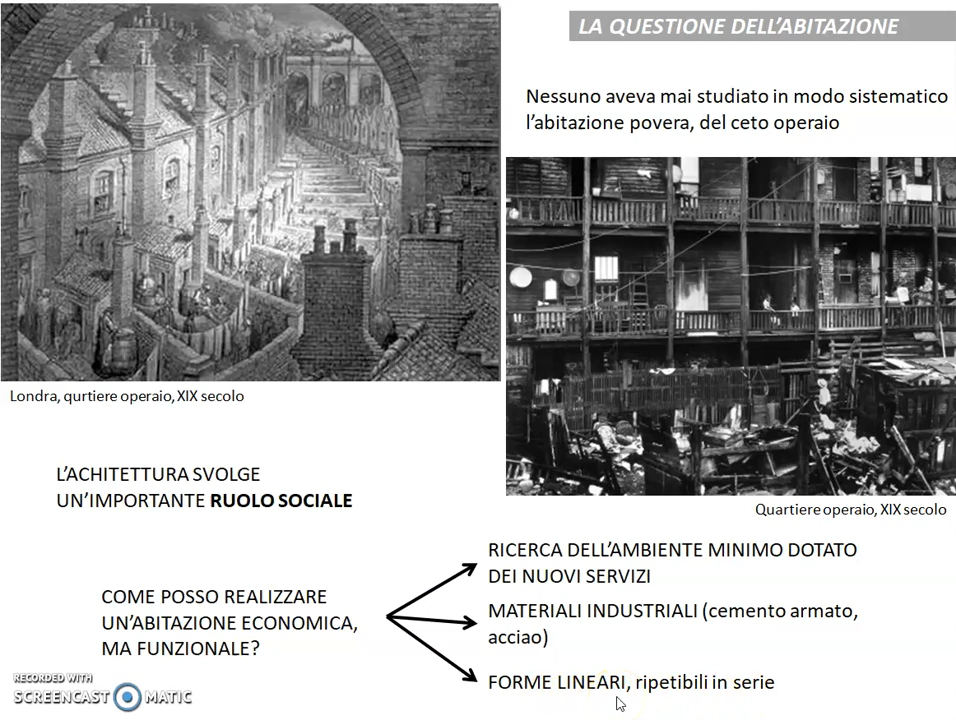 LA QUESTIONE DELL'ABITAZIONE
Nessuno aveva mai studiato in modo sistematico
l'abitazione povera, del ceto operaio
Londra, qurtiere operaio, XIX secolo
Quartiere operaio, XIX secolo
L'ACHITETTURA SVOLGE
UN'IMPORTANTE RUOLO SOCIALE
COME POSSO REALIZZARE
UN'ABITAZIONE ECONOMICA,
MA FUNZIONALE?
RICERCA DELL'AMBIENTE MINIMO DOTATO
DEI NUOVI SERVIZI
MATERIALI INDUSTRIALI (cemento armato,
acciao)
FORME LINEARI, ripetibili in serie
RECORDED WITH
SCREENCAST MATIC